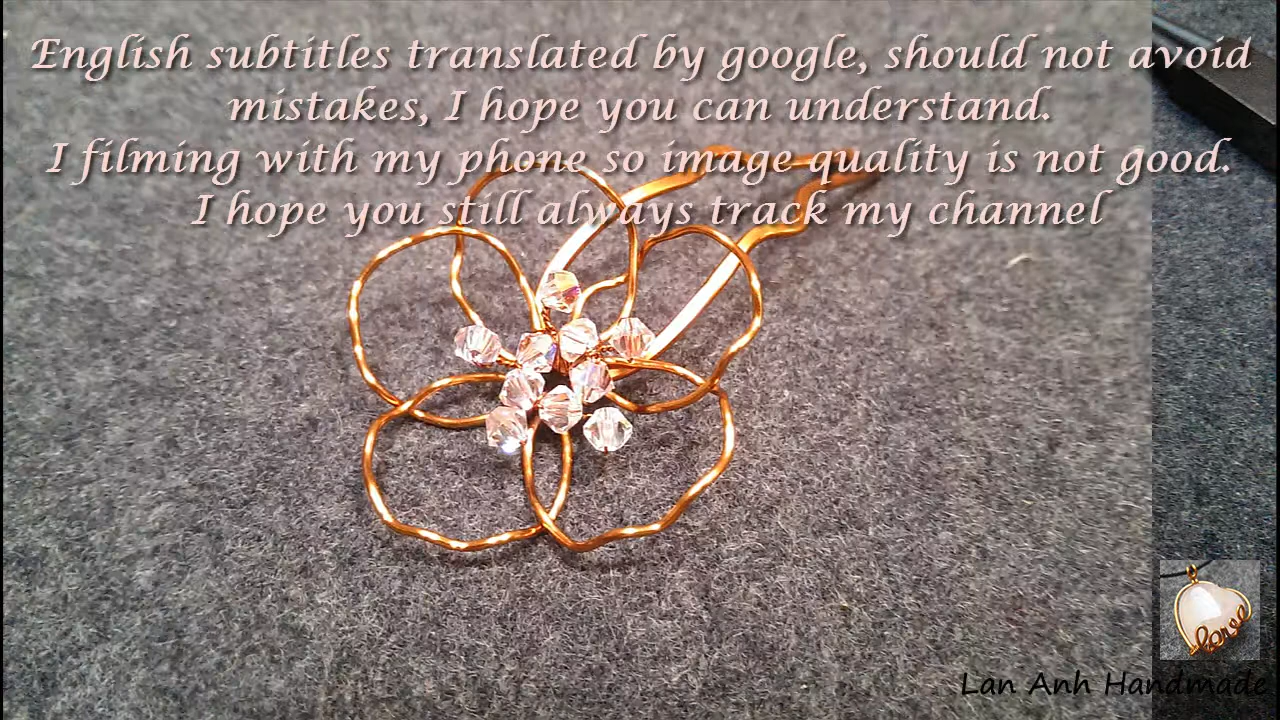 English subtitles translated by google, should not avoid
mistakes, I hope you can understand.
I filming with my phone so image quality is not good.
I hope you still always track my channel
love
Lan Anh Handmade